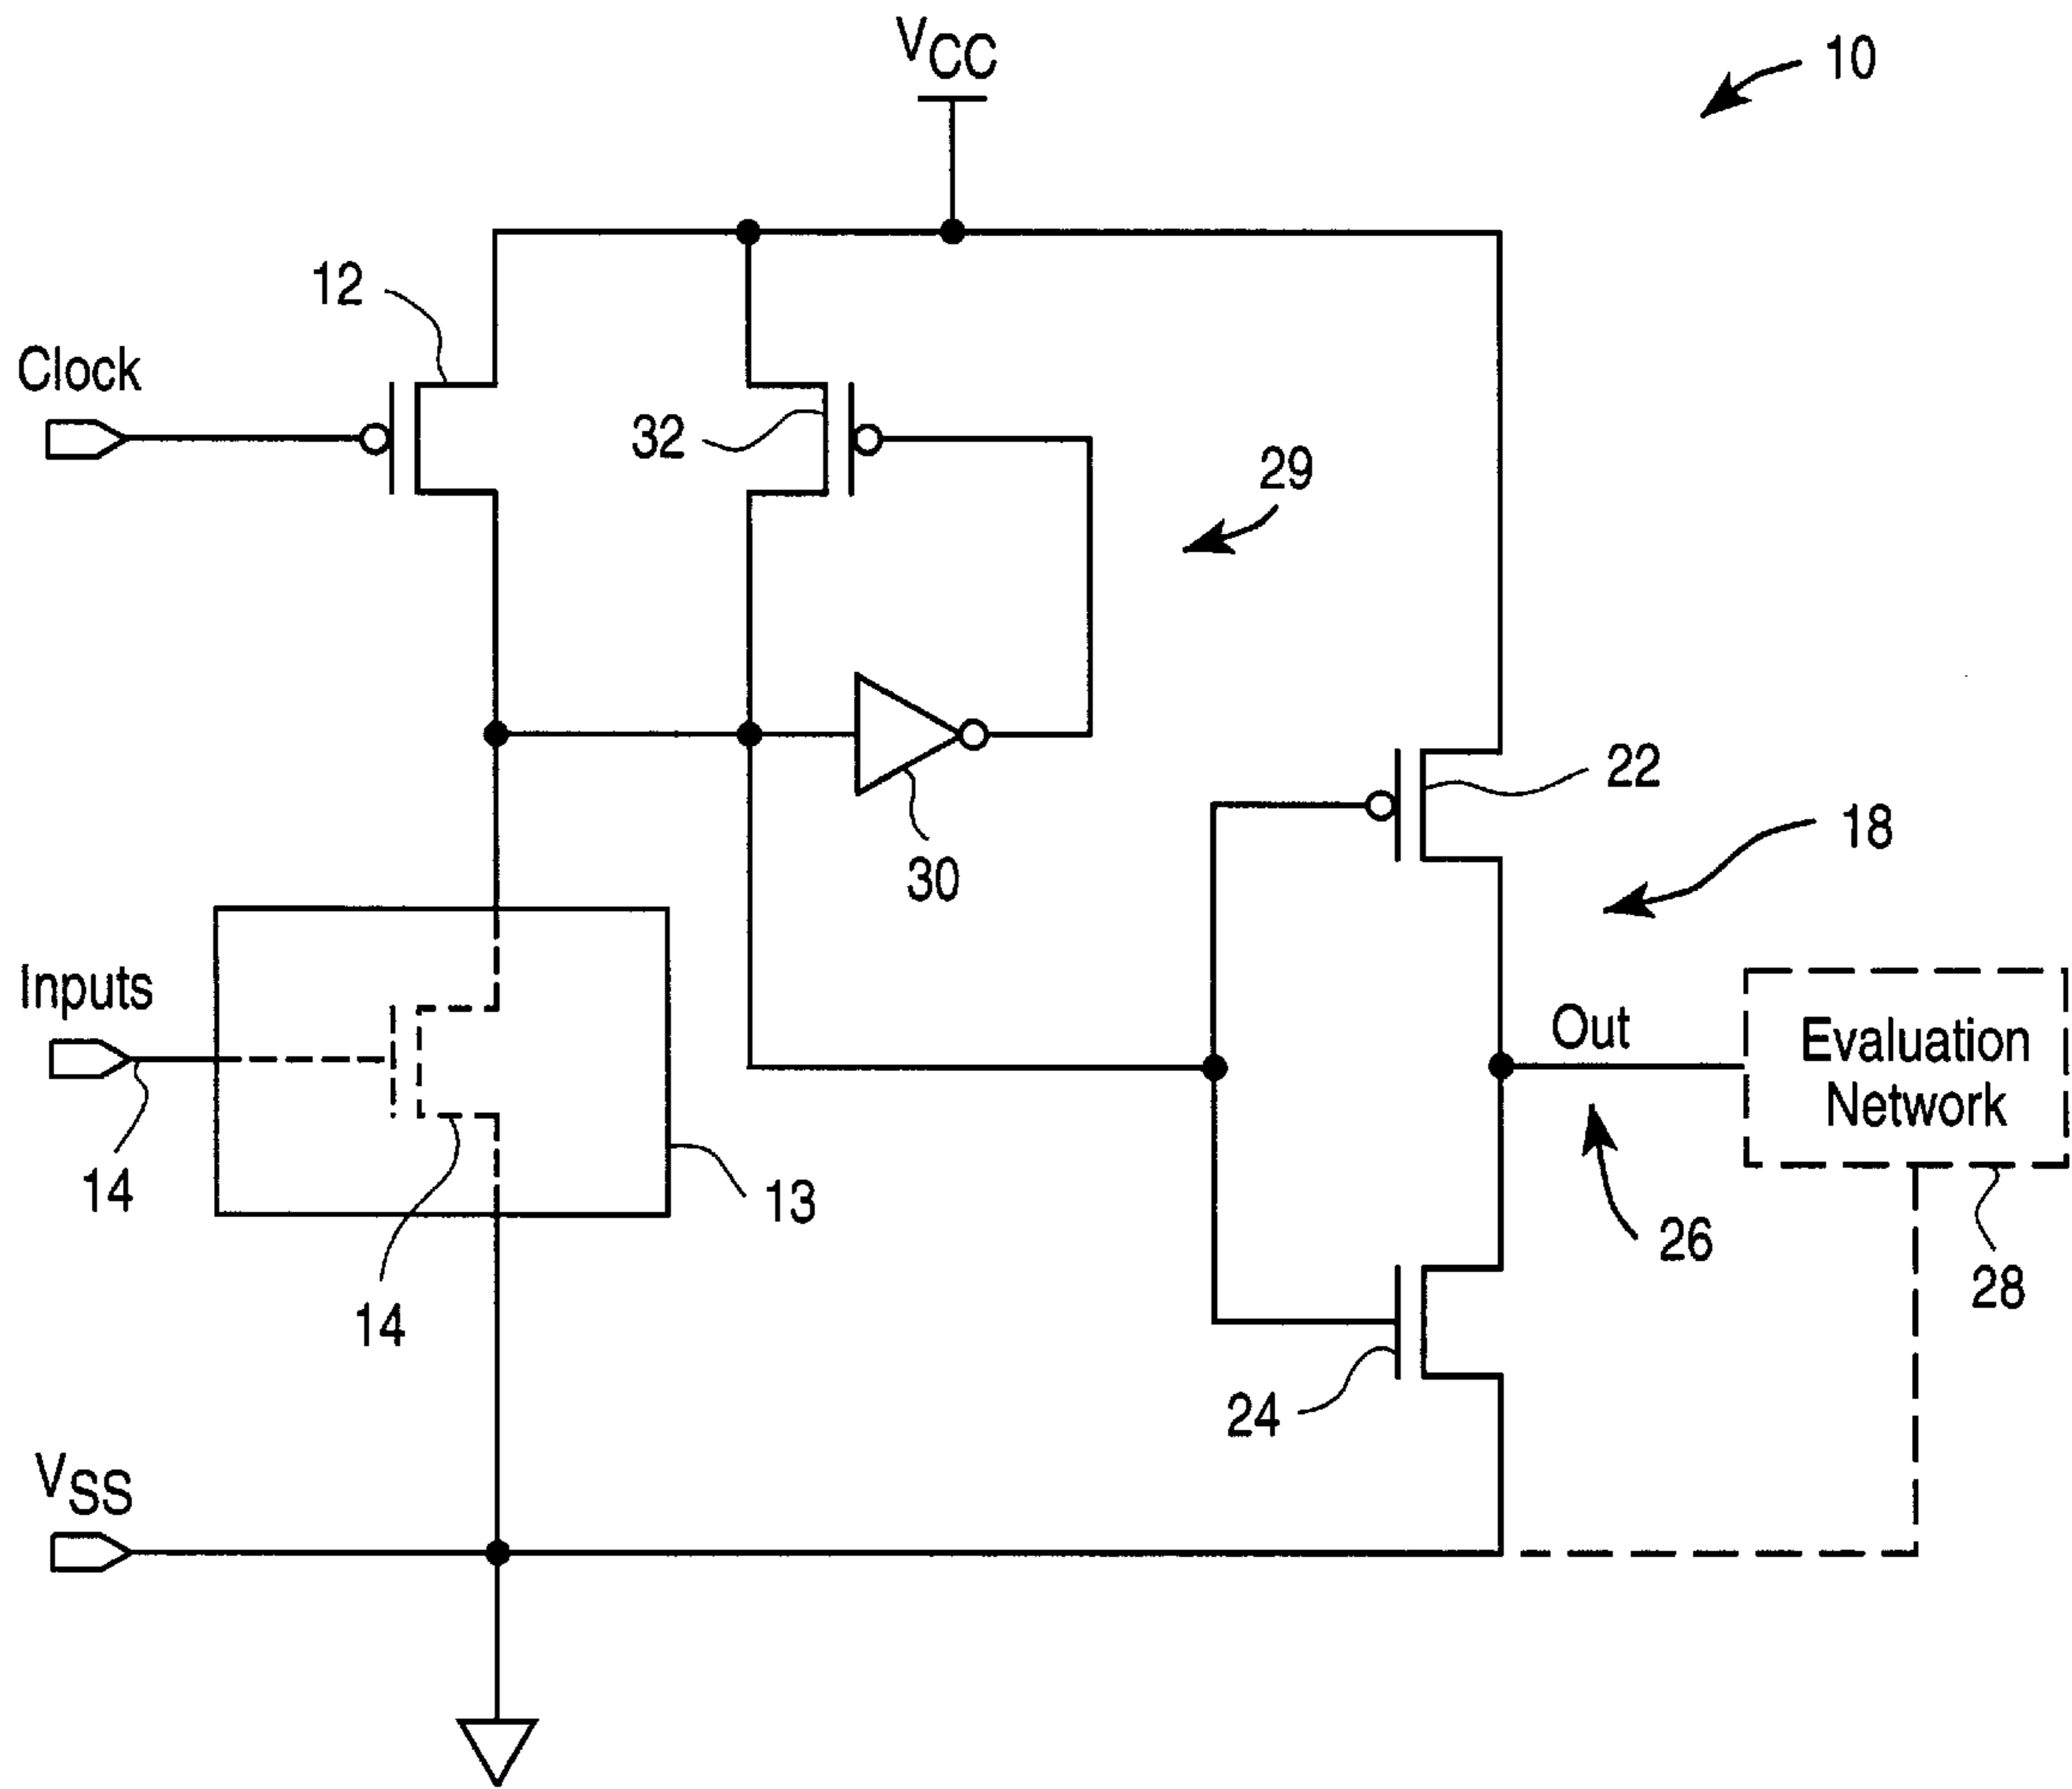 VCC
10
12
Clock
32
29
22
18
30
Inputs
Out
Evaluation
Network
14
13
26
28
14
24
VSS